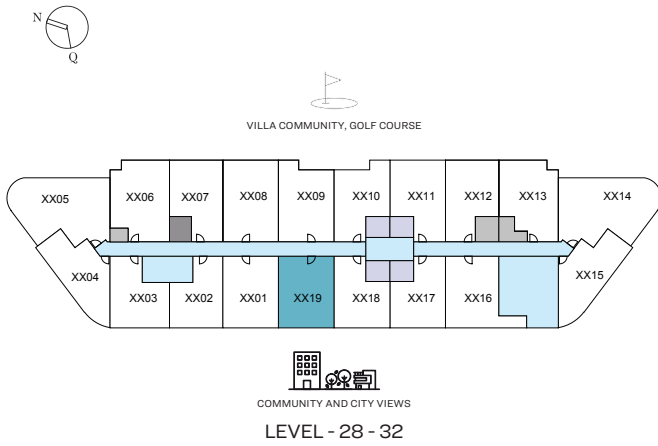 N
Q
VILLA COMMUNITY, GOLF COURSE
XX05 XX06 XX07 XX08 XX09 XX10 XX11 XX12 XX13 XX14
XX04 XX03 XX02 XX01 XX19 XX18 XX17 XX16 XX15
COMMUNITY AND CITY VIEWS
LEVEL - 28 - 32